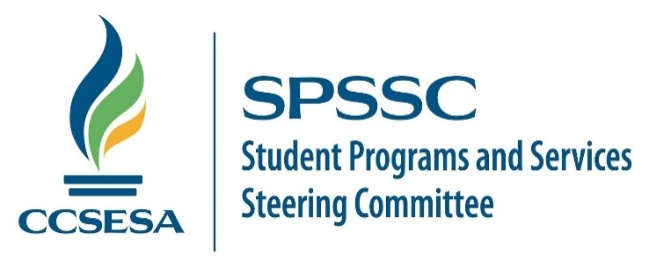 CCSESA
SPSSC
Student Programs and Services
Steering Committee